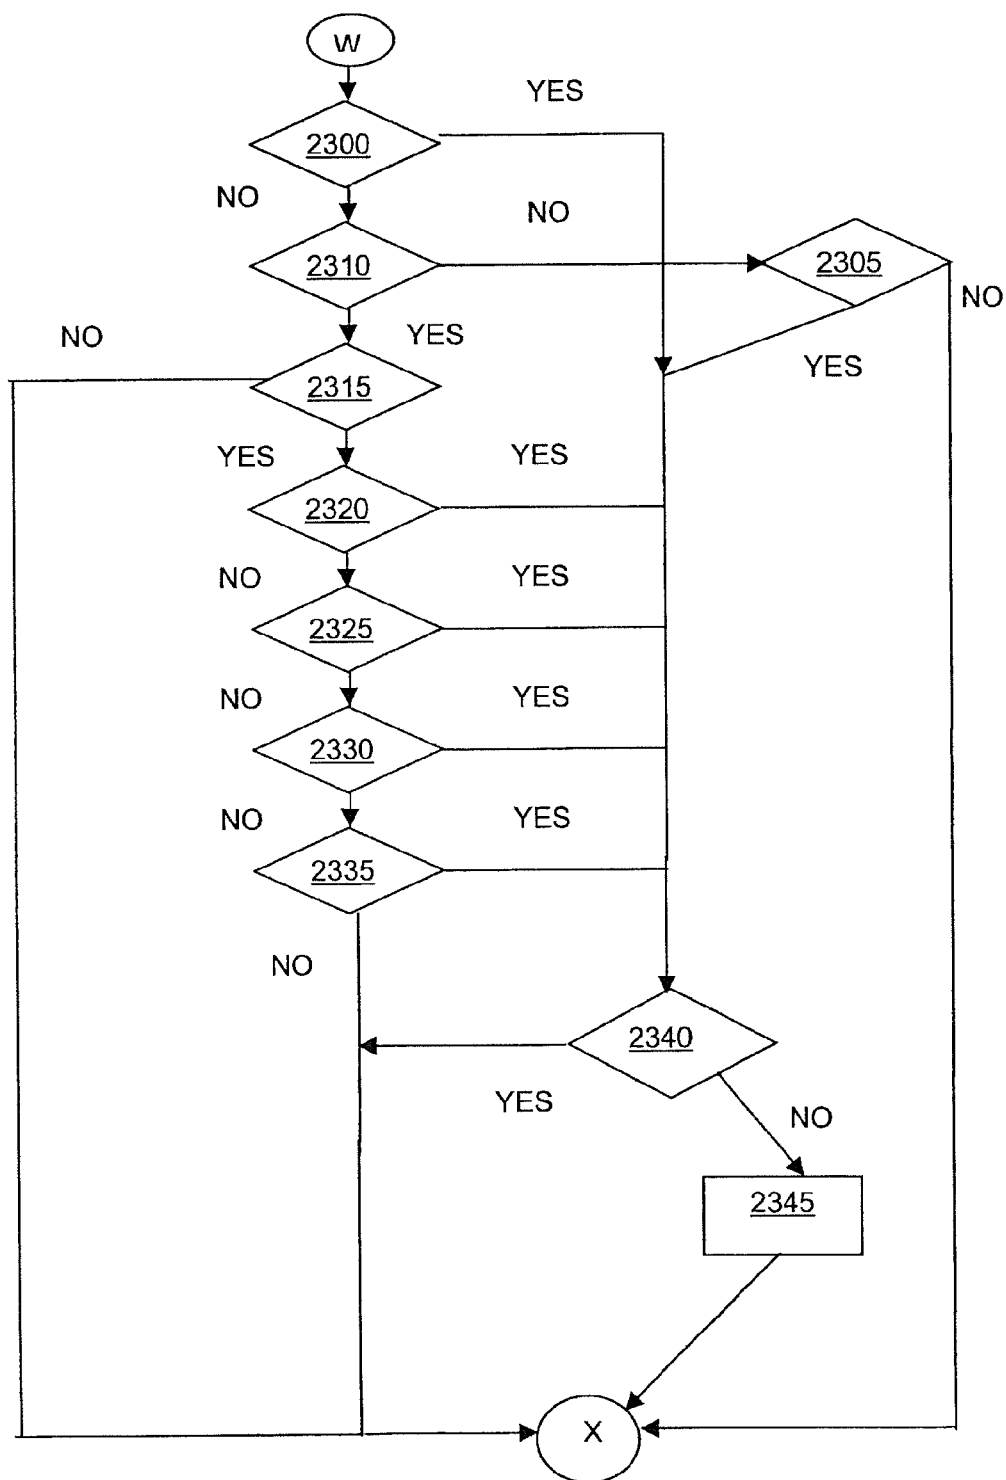 W
YES
2300
NO
NO
2310
2305
NO
NO
YES
YES
2315
YES
YES
2320
NO
YES
2325
NO
YES
2330
NO
YES
2335
NO
2340
YES
NO
2345
X